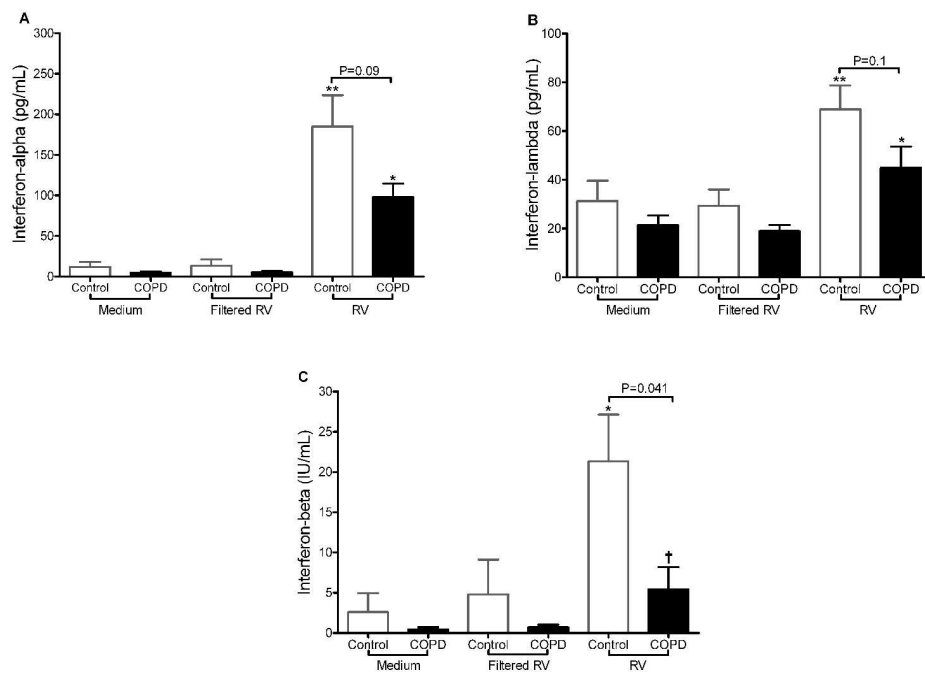 A
Interferon-alpha (pg/mL)
300
250
200
150
100
50
0
P=0.09
**
*
Control COPD Control COPD Control COPD
Medium Filtered RV RV
B
Interferon-lambda (pg/mL)
100
80
60
40
20
0
P=0.1
**
*
Control COPD Control COPD Control COPD
Medium Filtered RV RV
C
Interferon-beta (IU/mL)
30
25
20
15
10
5
0
P=0.041
*
†
Control COPD Control COPD Control COPD
Medium Filtered RV RV